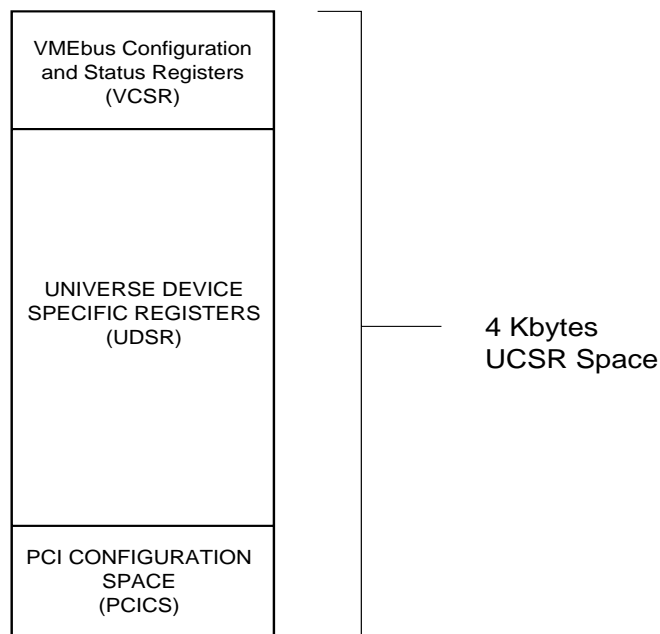 VMEbus Configuration
and Status Registers
(VCSR)
UNIVERSE DEVICE
SPECIFIC REGISTERS
(UDSR)
4 Kbytes
UCSR Space
PCI CONFIGURATION
SPACE
(PCICS)